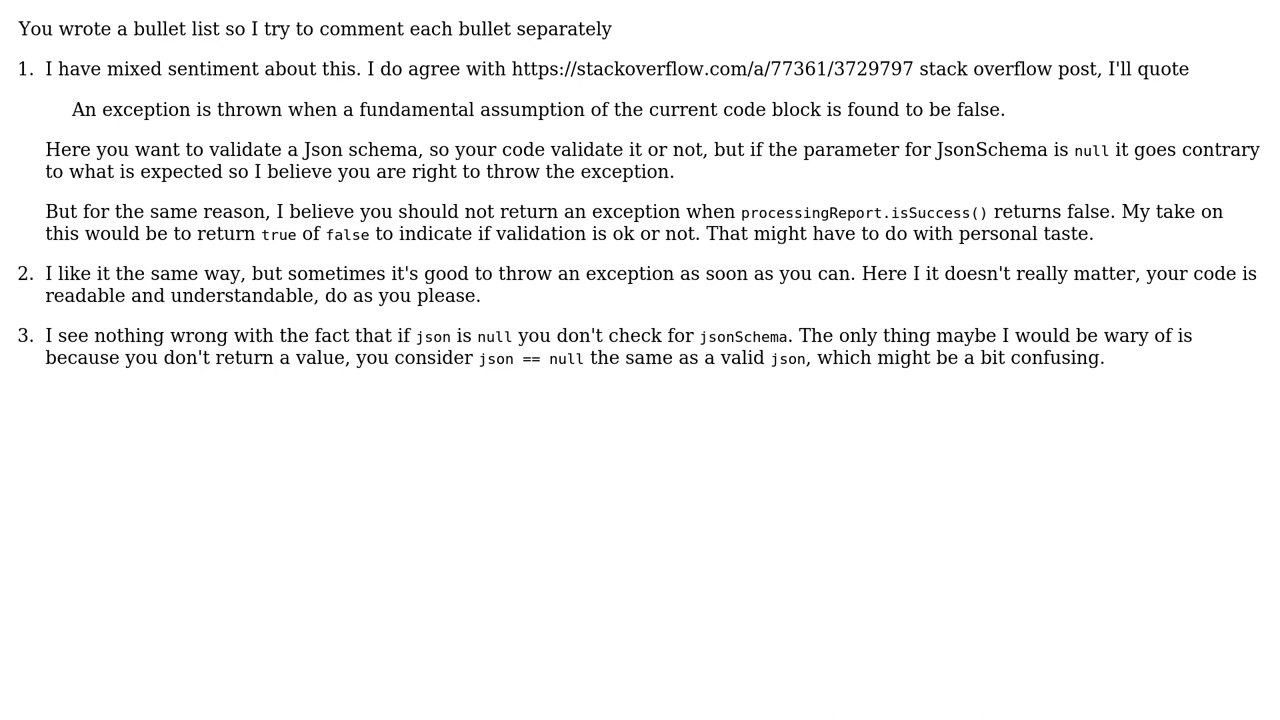 You wrote a bullet list so I try to comment each bullet separately
1. I have mixed sentiment about this. I do agree with https://stackoverflow.com/a/77361/3729797 stack overflow post, I'll quote
An exception is thrown when a fundamental assumption of the current code block is found to be false.
Here you want to validate a Json schema, so your code validate it or not, but if the parameter for JsonSchema is null it goes contrary
to what is expected so I believe you are right to throw the exception.
But for the same reason, I believe you should not return an exception when processingReport.isSuccess() returns false. My take on
this would be to return true of false to indicate if validation is ok or not. That might have to do with personal taste.
2. I like it the same way, but sometimes it's good to throw an exception as soon as you can. Here I it doesn't really matter, your code is
readable and understandable, do as you please.
3. I see nothing wrong with the fact that if json is null you don't check for jsonSchema. The only thing maybe I would be wary of is
because you don't return a value, you consider json == null the same as a valid json, which might be a bit confusing.